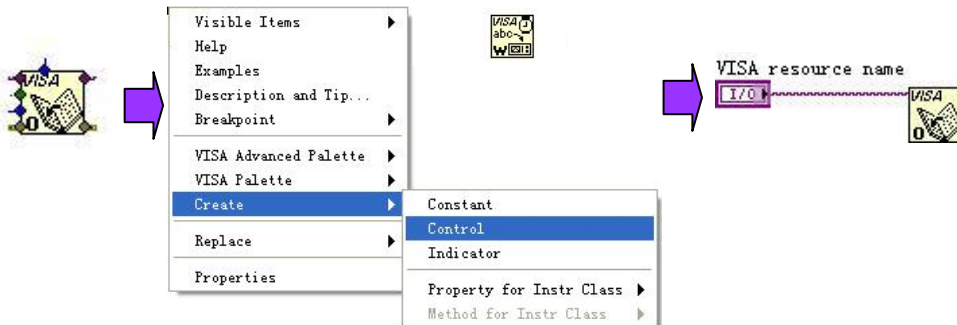 VISA
O
Visible Items
Help
Examples
Description and Tip...
Breakpoint
VISA Advanced Palette
VISA Palette
Create
Replace
Properties
Constant
Control
Indicator
Property for Instr Class
Method for Instr Class
VISA
abc
W
VISA resource name
I/O
VISA
O